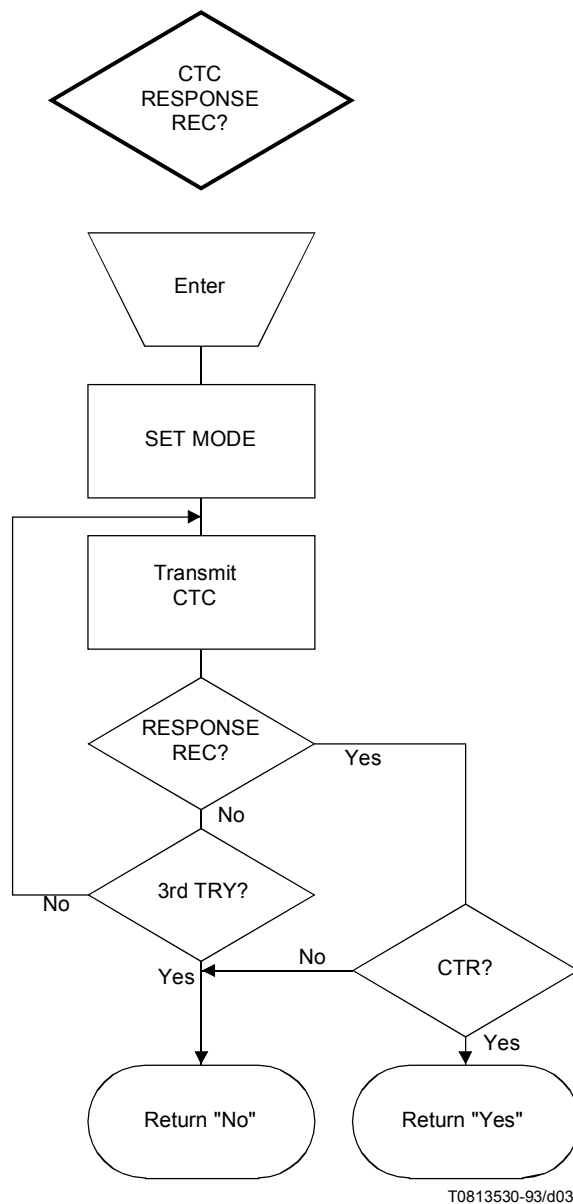 CTC
RESPONSE
REC?
Enter
SET MODE
Transmit
CTC
RESPONSE
REC?
Yes
No
3rd TRY?
No
Yes
No
CTR?
Yes
Return "No"
Return "Yes"
T0813530-93/d03